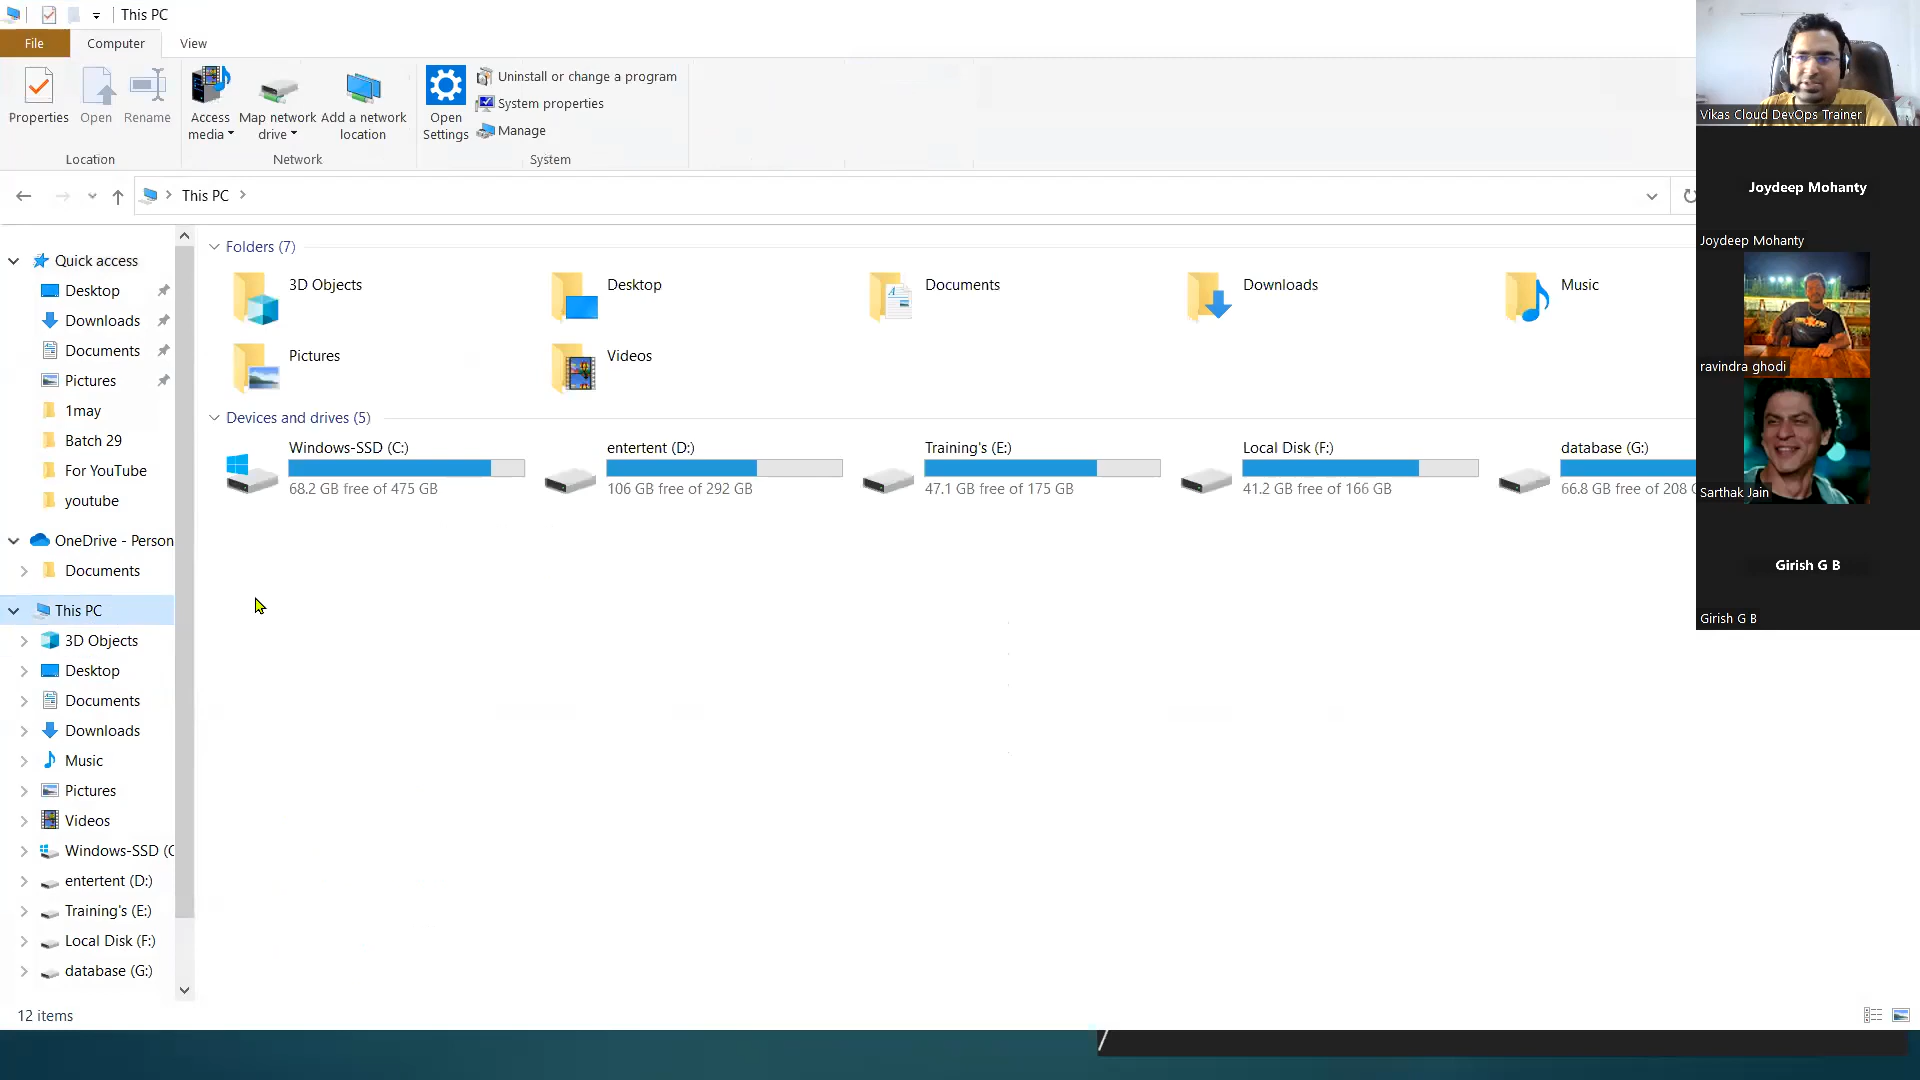 This PC
File
Computer
View
Properties
Open
Rename
Access
media
Map network
drive
Add a network
location
Open
Settings
Uninstall or change a program
System properties
Manage
Location
Network
System
This PC
Quick access
Desktop
Downloads
Documents
Pictures
1may
Batch 29
For YouTube
youtube
OneDrive - Person
Documents
This PC
3D Objects
Desktop
Documents
Downloads
Music
Pictures
Videos
Windows-SSD (C
entertent (D:)
Training's (E:)
Local Disk (F:)
database (G:)
Folders (7)
3D Objects
Desktop
Documents
Downloads
Music
Pictures
Videos
Devices and drives (5)
Windows-SSD (C:)
68.2 GB free of 475 GB
entertent (D:)
106 GB free of 292 GB
Training's (E:)
47.1 GB free of 175 GB
Local Disk (F:)
41.2 GB free of 166 GB
database (G:)
66.8 GB free of 208 G
12 items
Vikas Cloud DevOps Trainer
Joydeep Mohanty
Joydeep Mohanty
ravindra ghodi
Sarthak Jain
Girish G B
Girish G B